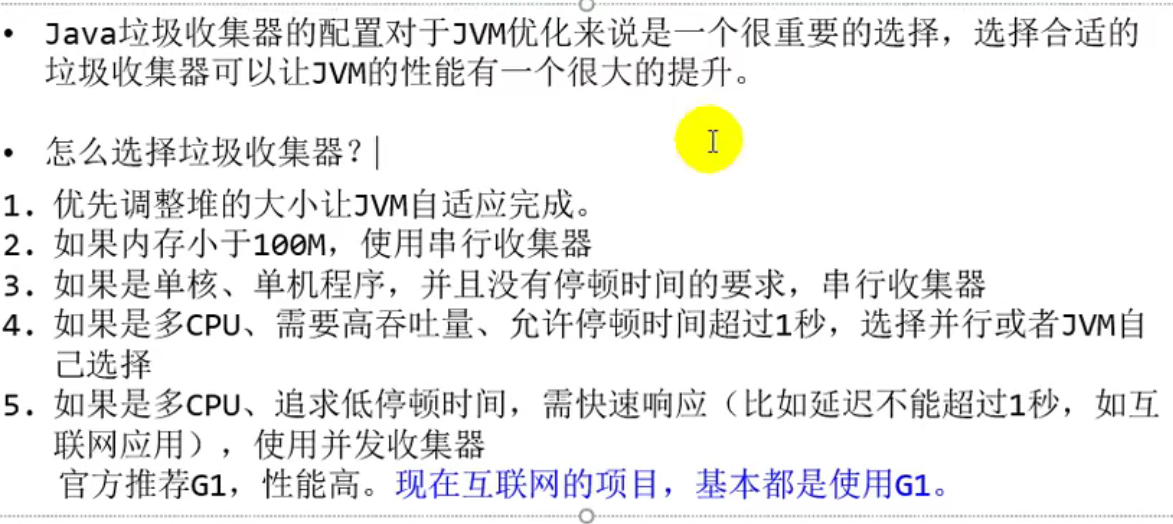 • Java垃圾收集器的配置对于JVM优化来说是一个很重要的选择，选择合适的
垃圾收集器可以让JVM的性能有一个很大的提升。
• 怎么选择垃圾收集器？
1. 优先调整堆的大小让JVM自适应完成。
2. 如果内存小于100M，使用串行收集器
3. 如果是单核、单机程序，并且没有停顿时间的要求，串行收集器
4. 如果是多CPU、需要高吞吐量、允许停顿时间超过1秒，选择并行或者JVM自
己选择
5. 如果是多CPU、追求低停顿时间，需快速响应（比如延迟不能超过1秒，如互
联网应用），使用并发收集器
官方推荐G1，性能高。现在互联网的项目，基本都是使用G1。